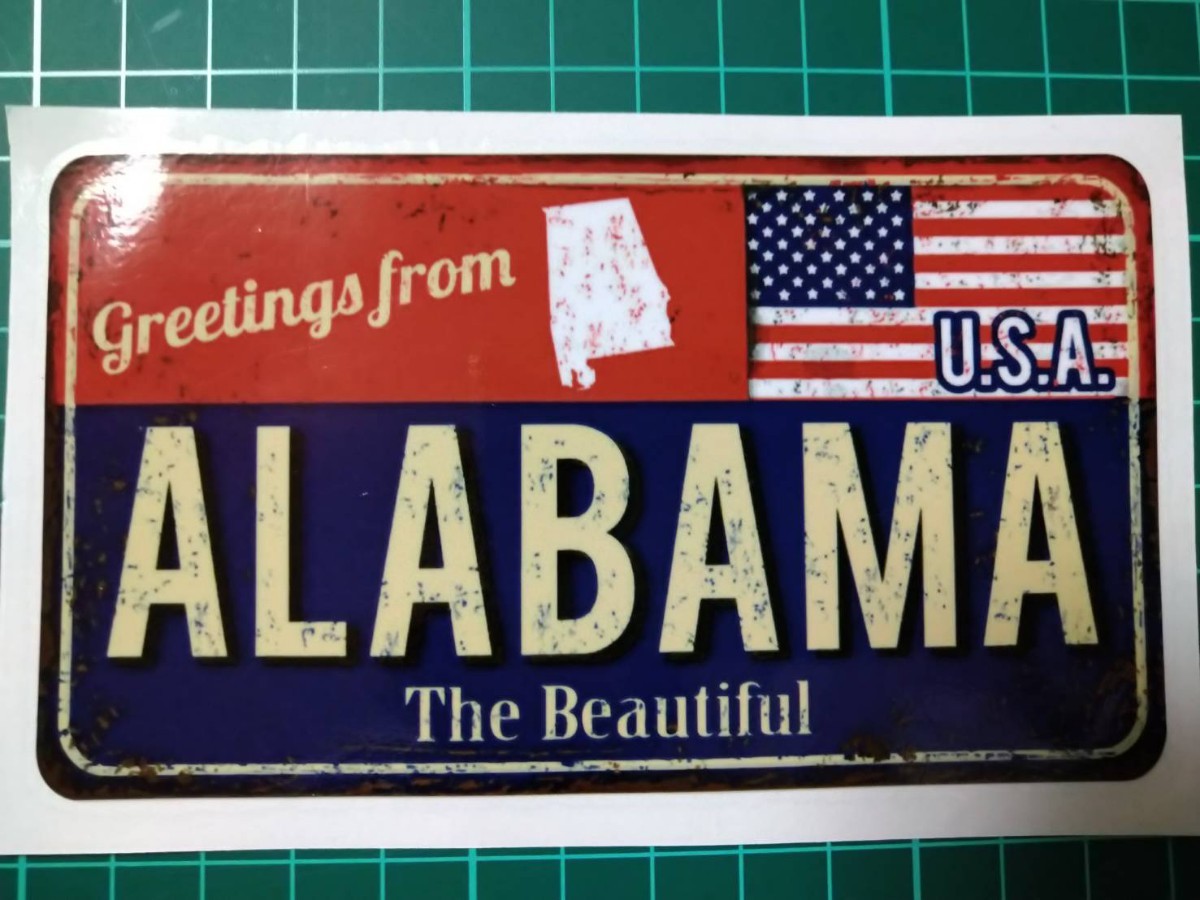 Greetings from
U.S.A.
ALABAMA
The Beautiful